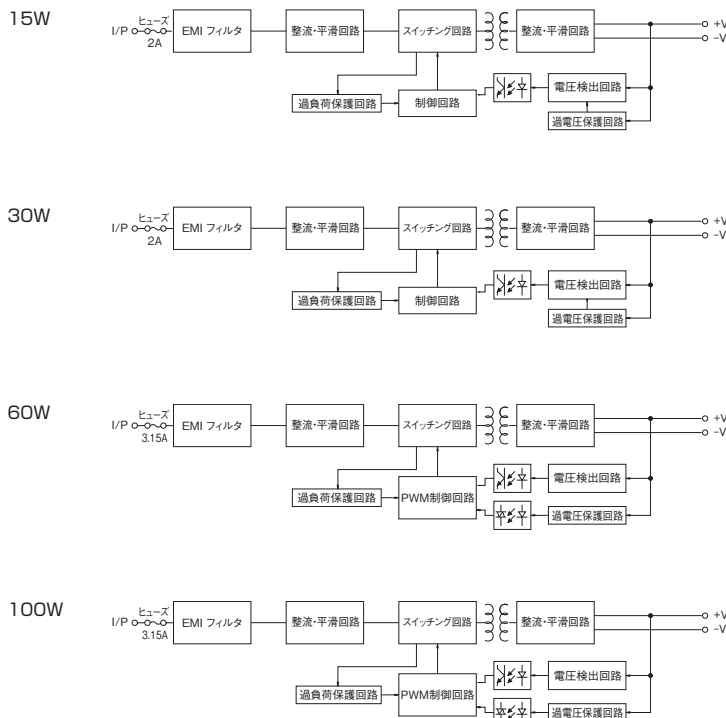 15W
I/P
ヒューズ
2A
EMI フィルタ
整流・平滑回路
スイッチング回路
整流・平滑回路
+V
-V
過負荷保護回路
制御回路
電圧検出回路
過電圧保護回路
30W
I/P
ヒューズ
2A
EMI フィルタ
整流・平滑回路
スイッチング回路
整流・平滑回路
+V
-V
過負荷保護回路
制御回路
電圧検出回路
過電圧保護回路
60W
I/P
ヒューズ
3.15A
EMI フィルタ
整流・平滑回路
スイッチング回路
整流・平滑回路
+V
-V
過負荷保護回路
PWM制御回路
電圧検出回路
過電圧保護回路
100W
I/P
ヒューズ
3.15A
EMI フィルタ
整流・平滑回路
スイッチング回路
整流・平滑回路
+V
-V
過負荷保護回路
PWM制御回路
電圧検出回路
過電圧保護回路